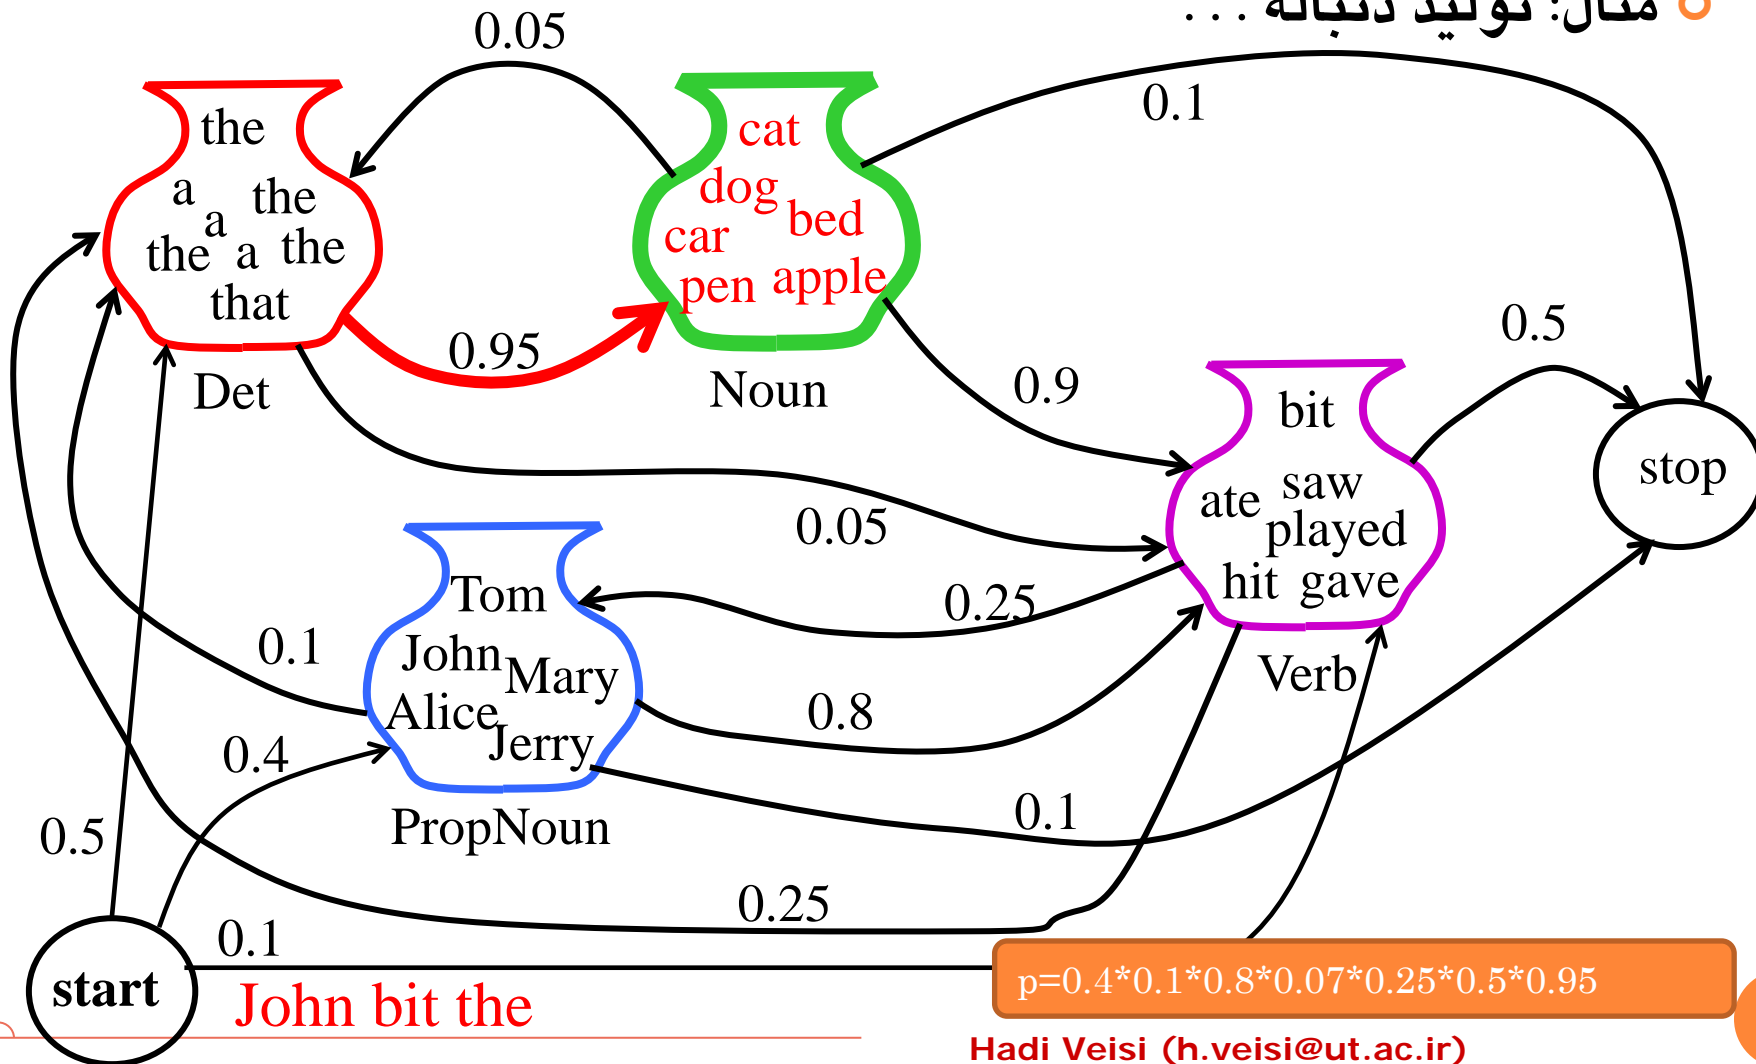 مثال: تولید دنباله ...
0.05
0.1
the
a
the
a
the
a
the
that
Det
cat
dog
bed
car
pen
apple
Noun
0.95
0.9
0.5
bit
ate
saw
played
hit
gave
Verb
stop
0.05
0.25
Tom
John
Mary
Alice
Jerry
PropNoun
0.1
0.8
0.4
0.1
0.5
0.25
0.1
start
John bit the
p=0.4*0.1*0.8*0.07*0.25*0.5*0.95
Hadi Veisi (h.veisi@ut.ac.ir)